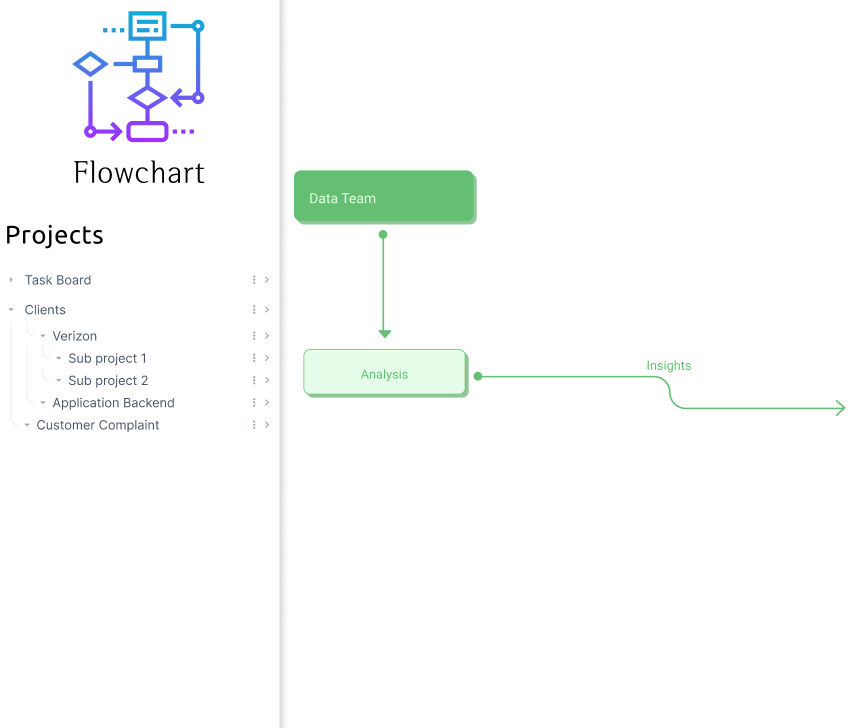 Flowchart
Projects
Task Board
Clients
Verizon
Sub project 1
Sub project 2
Application Backend
Customer Complaint
Data Team
Analysis
Insights